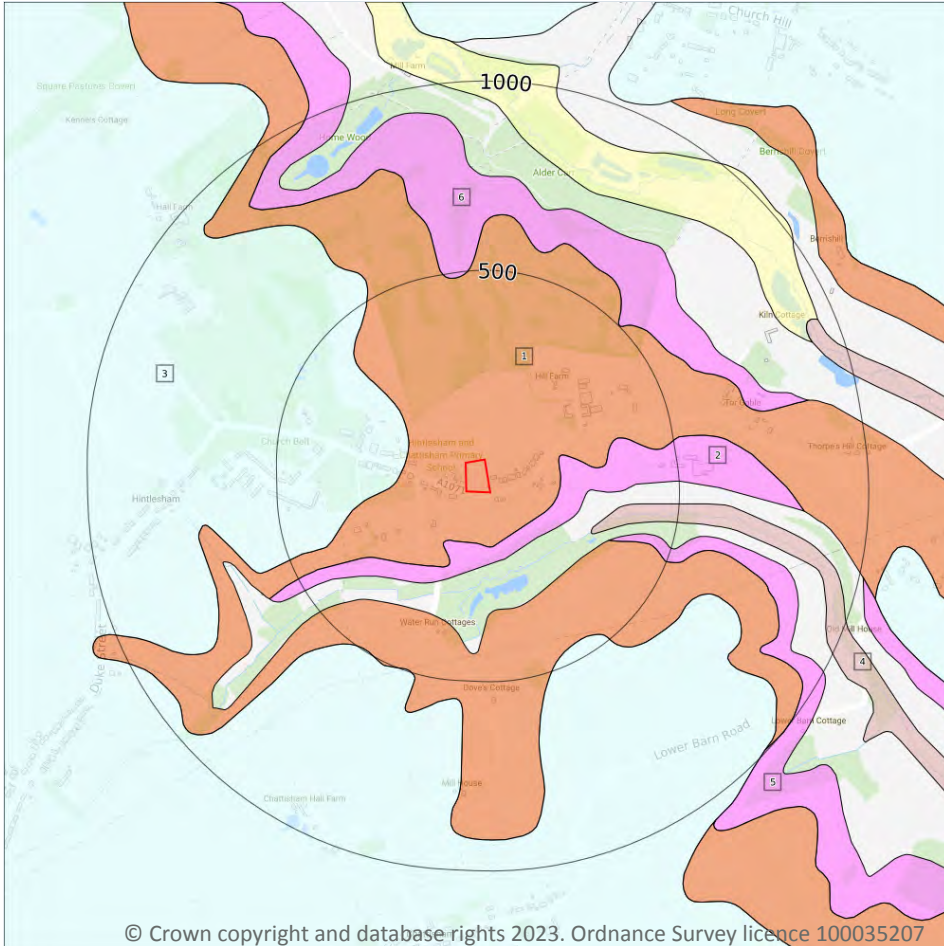 Church Hill
Mill Farm
1000
Square Plantons Covert
Kennels Cottage
Long Covert
Home Wood
Berrishill Covert
Alder Carr
6
Hall Farm
Berrishill
500
Kiln Cottage
1
3
Hill Farm
Far Gable
Church Bell
Hintlesham and
Chattisham Primary
School
Thorpe's Hill Cottage
2
A1071
Hintlesham
Water Run Cottages
Old Mill House
Duke Street
4
Dove's Cottage
Lower Barn Cottage
Lower Barn Road
Mill House
5
Chattisham Hall Farm
© Crown copyright and database rights 2023. Ordnance Survey licence 100035207